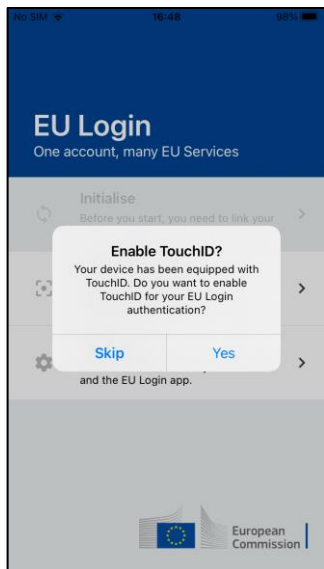 No SIM 16:48 98%
EU Login
One account, many EU Services
Initialise
Before you start, you need to link your
Enable TouchID?
Your device has been equipped with
TouchID. Do you want to enable
TouchID for your EU Login
authentication?
Skip Yes
and the EU Login app.
European
Commission